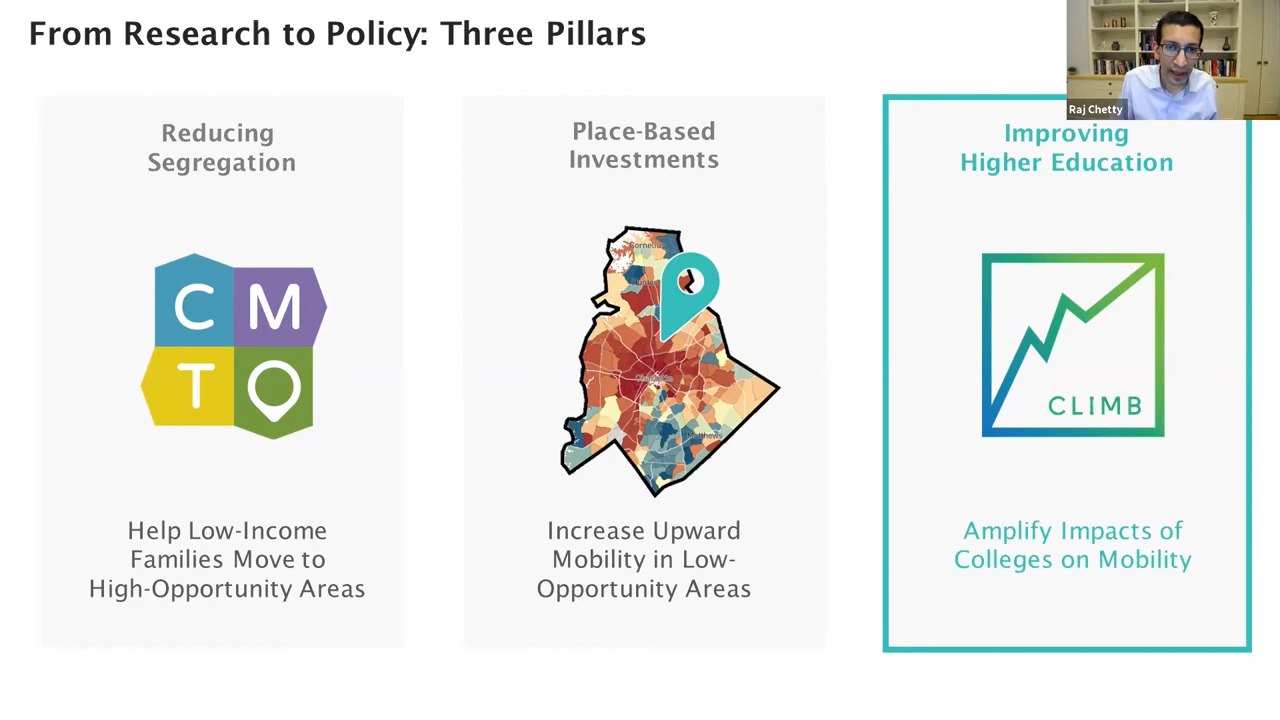 From Research to Policy: Three Pillars
Raj Chetty
Reducing
Segregation
C M
T O
Help Low-Income
Families Move to
High-Opportunity Areas
Place-Based
Investments
Cornelius
Matthews
Increase Upward
Mobility in Low-
Opportunity Areas
Improving
Higher Education
CLIMB
Amplify Impacts of
Colleges on Mobility